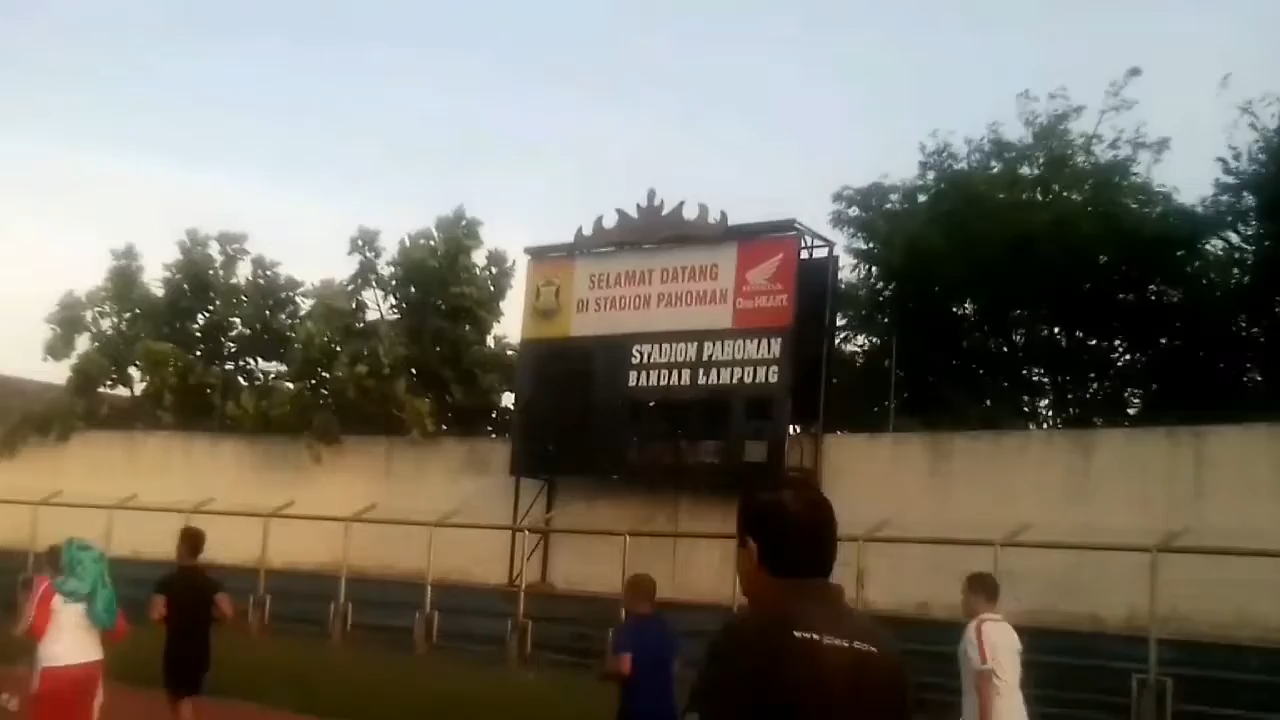 SELAMAT DATANG
DI STADION PAHOMAN
HONDA
One HEART.
STADION PAHOMAN
BANDAR LAMPUNG